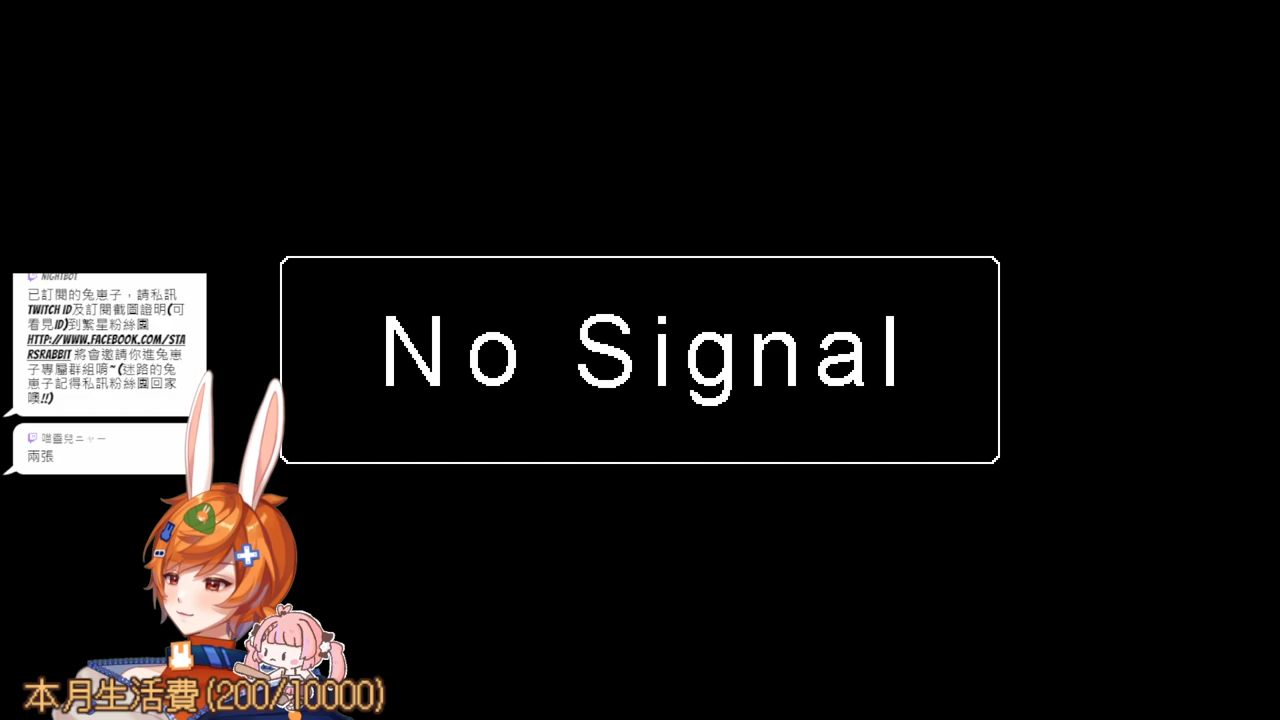 NIGHTBOT
已訂閱的兔崽子，請私訊
TWITCH ID及訂閱截圖證明(可
看見ID)到繁星粉絲團
HTTP://WWW.FACEBOOK.COM/STA
RSRABBIT 將會邀請你進兔崽
子專屬群組唷~(迷路的兔
崽子記得私訊粉絲團回家
噢!!)
喵靈兒ニャー
兩張
No Signal
本月生活費(200/10000)